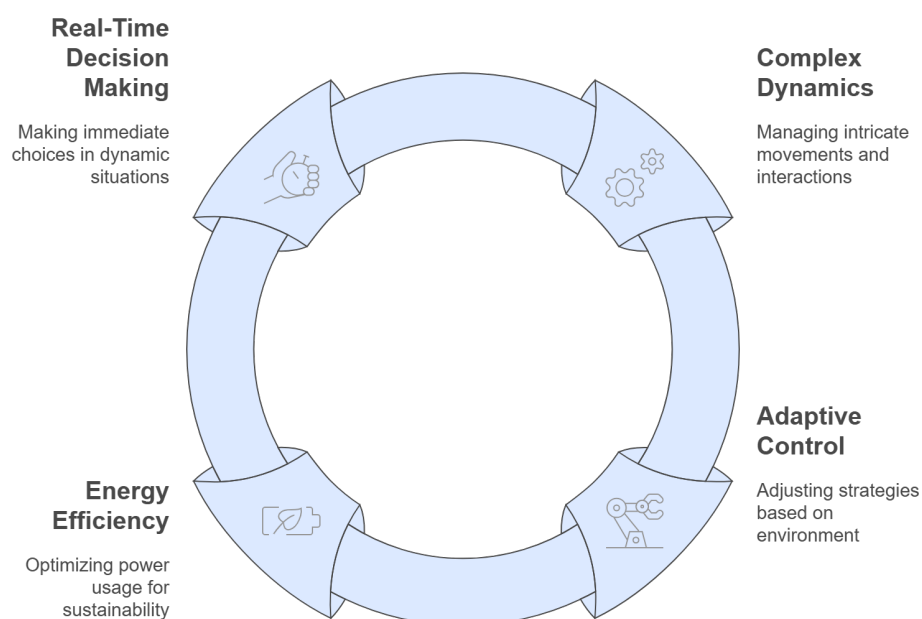 Real-Time
Decision
Making
Making immediate
choices in dynamic
situations
Complex
Dynamics
Managing intricate
movements and
interactions
Adaptive
Control
Adjusting strategies
based on
environment
Energy
Efficiency
Optimizing power
usage for
sustainability